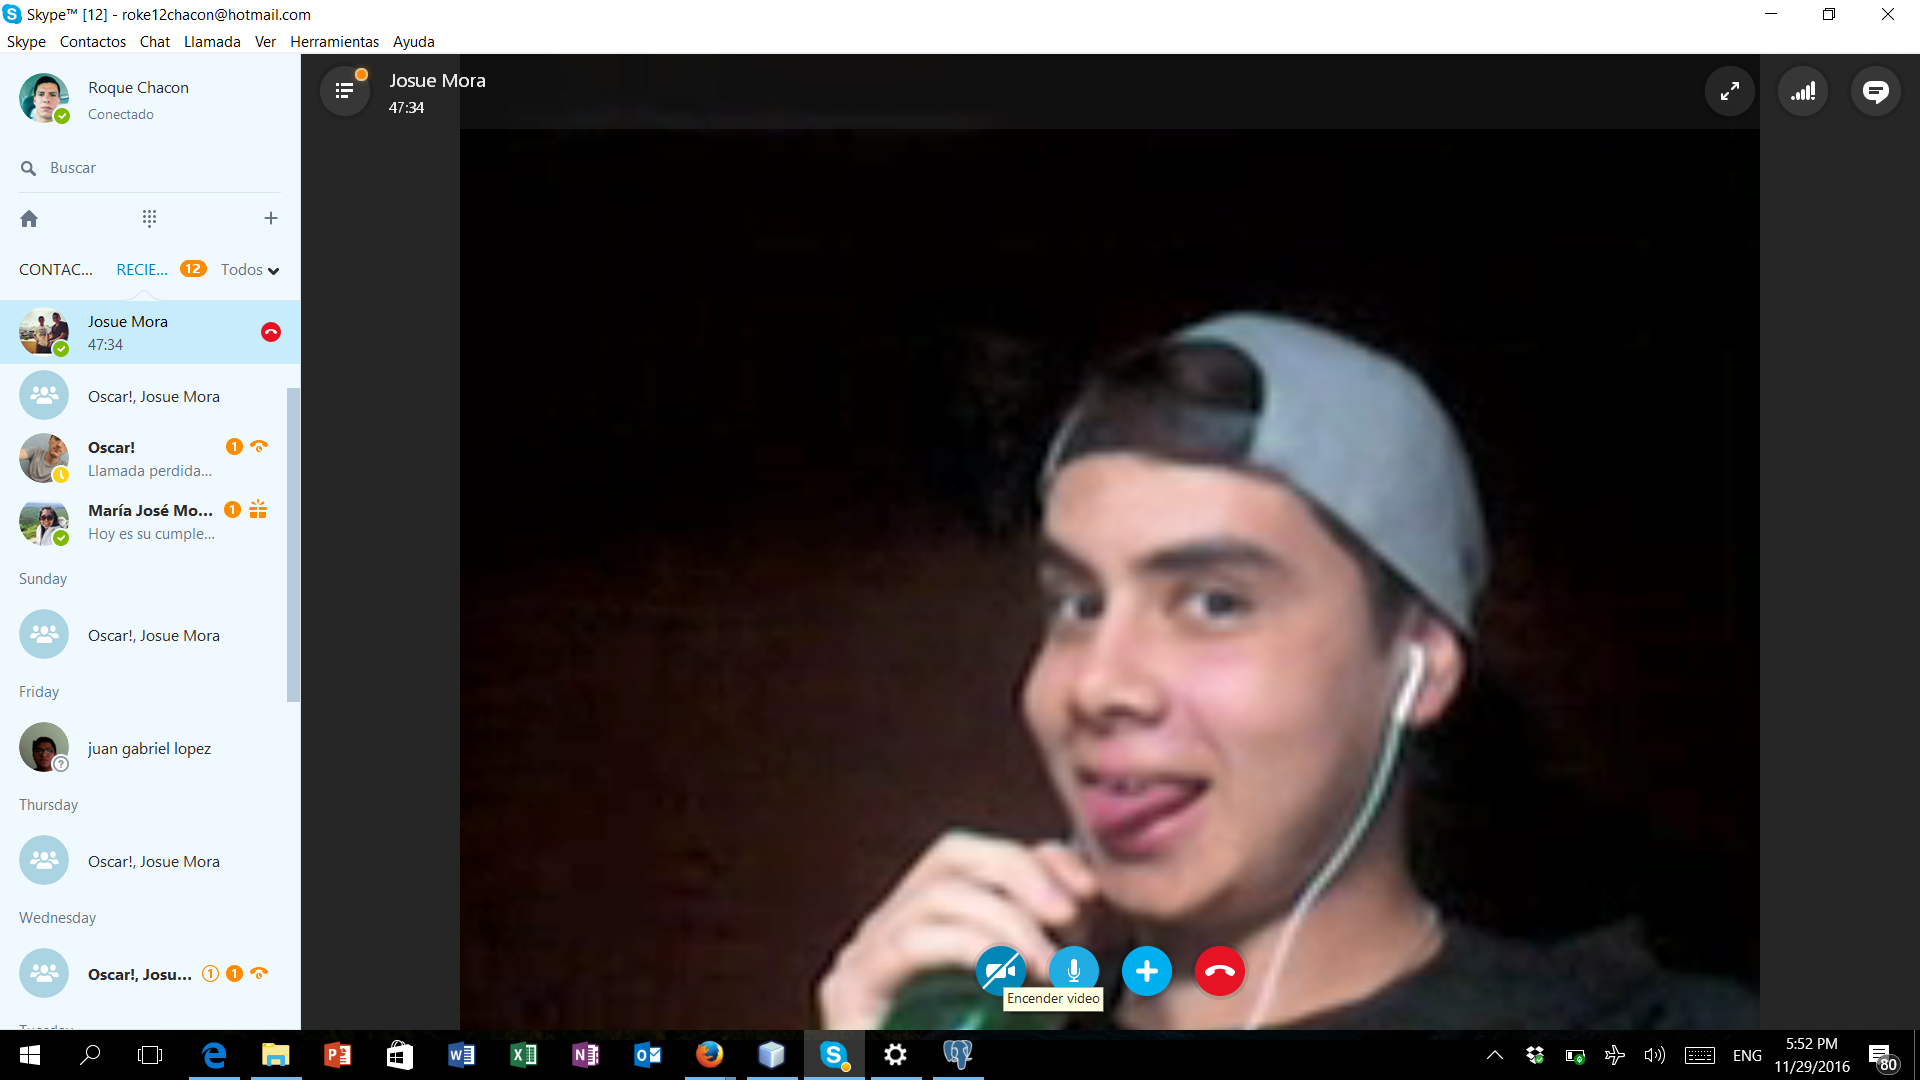 Skype™ [12] - roke12chacon@hotmail.com
Skype Contactos Chat Llamada Ver Herramientas Ayuda
Roque Chacon
Conectado
Buscar
CONTAC... RECIE... 12 Todos
Josue Mora
47:34
Oscar!, Josue Mora
Oscar! 1
Llamada perdida...
María José Mo... 1
Hoy es su cumple...
Sunday
Oscar!, Josue Mora
Friday
juan gabriel lopez
Thursday
Oscar!, Josue Mora
Wednesday
Oscar!, Josu... 1 1
Josue Mora
47:34
Encender video
ENG
5:52 PM
11/29/2016
80